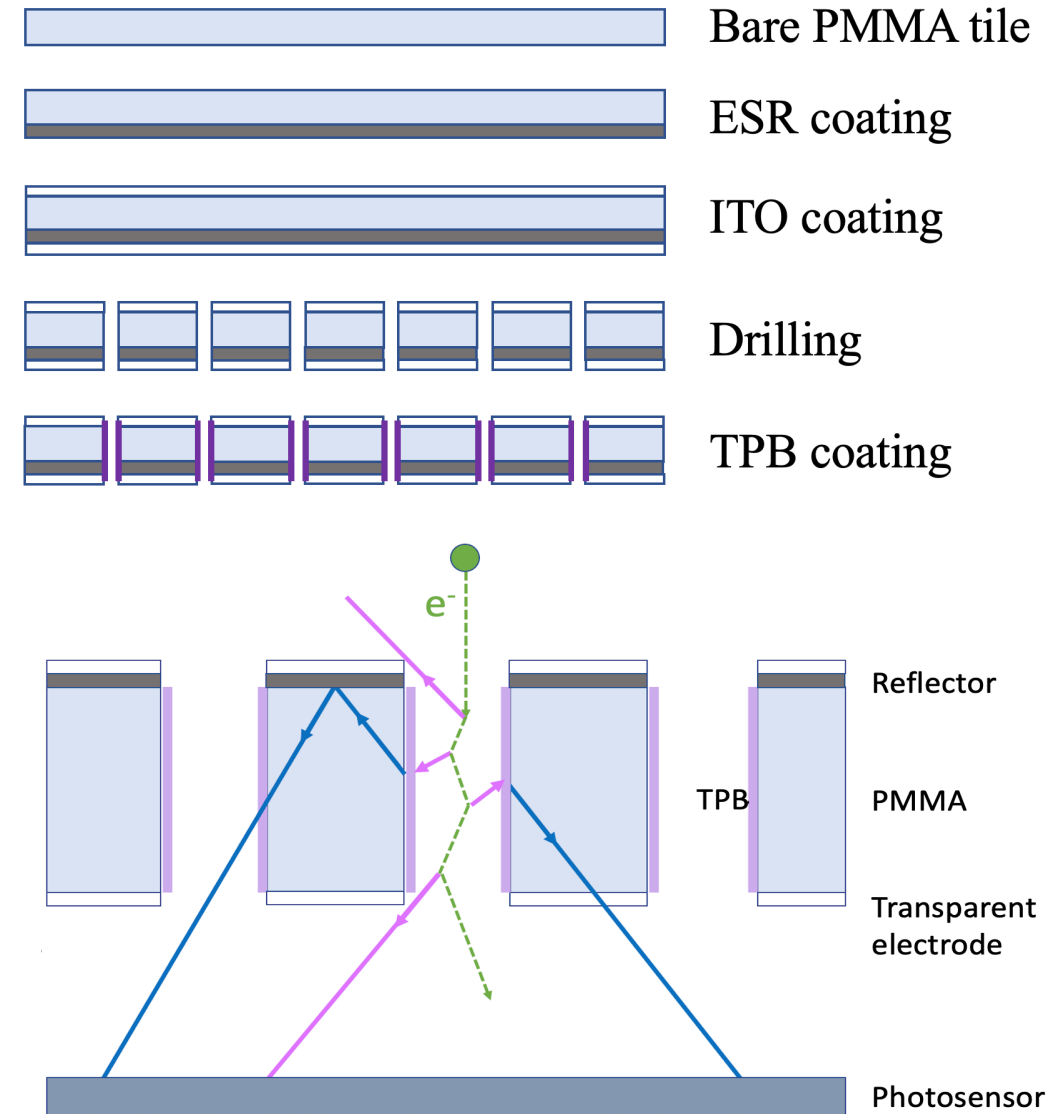 Bare PMMA tile
ESR coating
ITO coating
Drilling
TPB coating
e-
Reflector
TPB
PMMA
Transparent
electrode
Photosensor